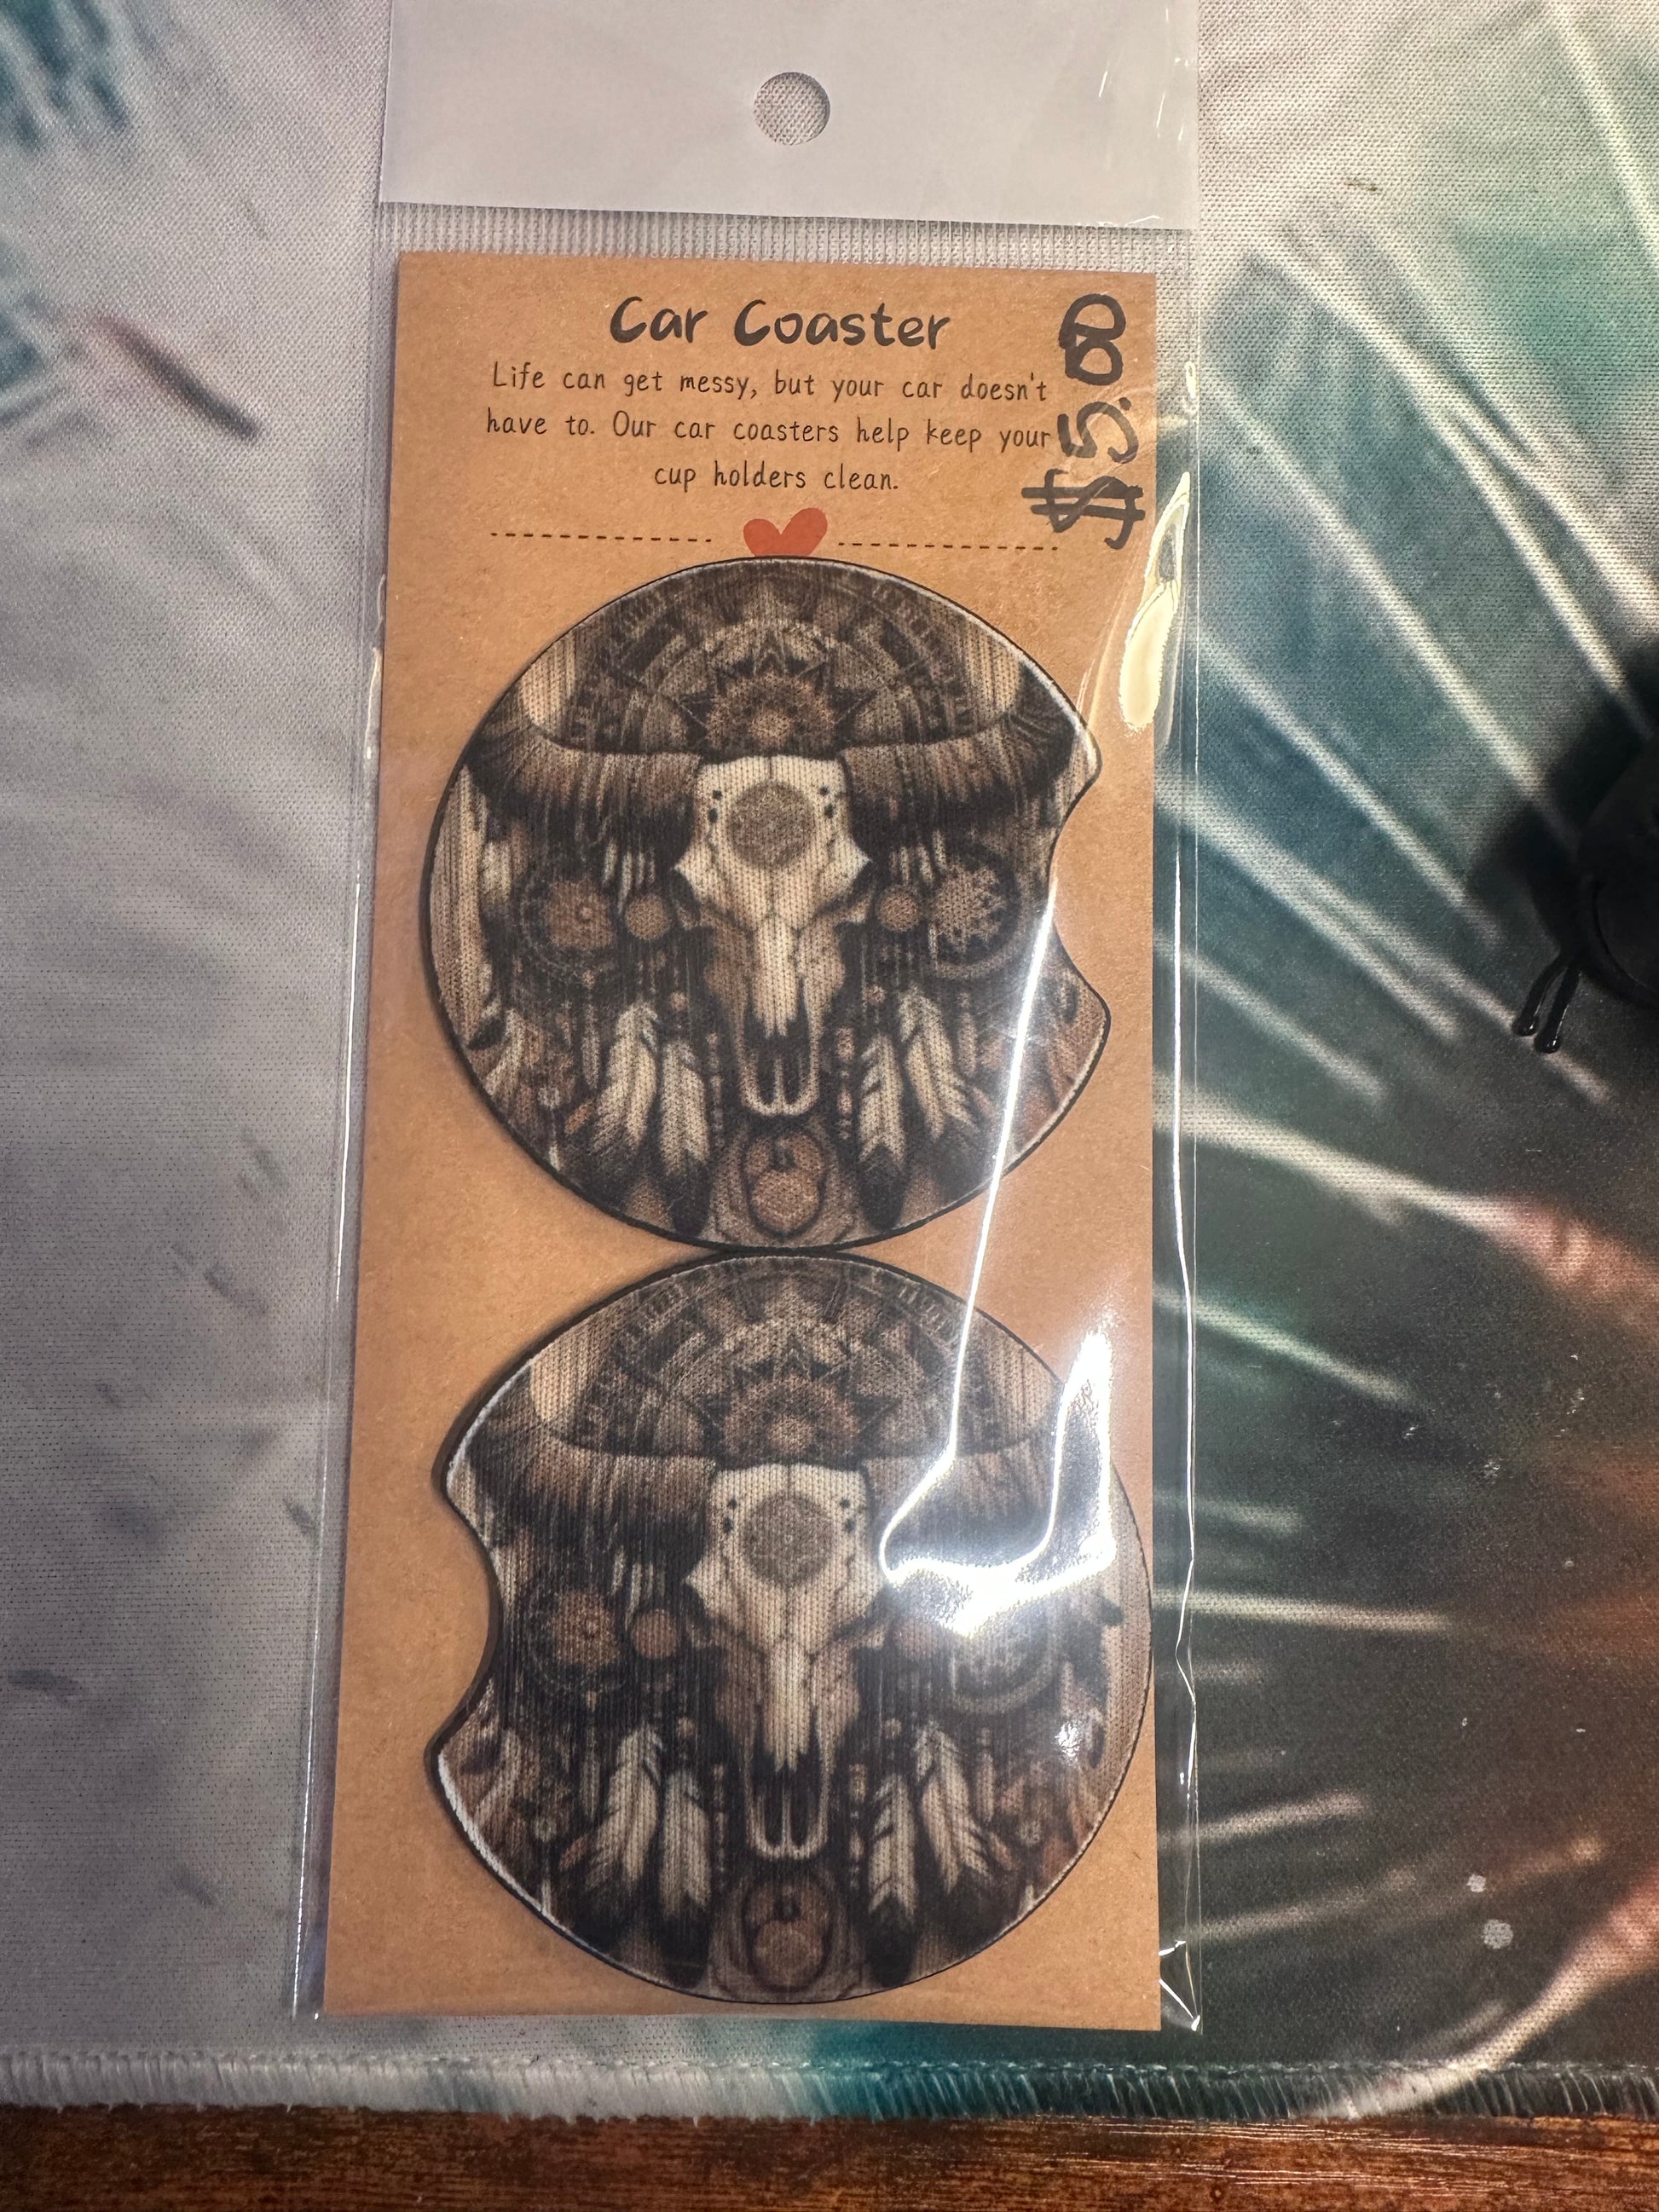 Car Coaster
Life can get messy, but your car doesn't
have to. Our car coasters help keep your
cup holders clean.
$5.00